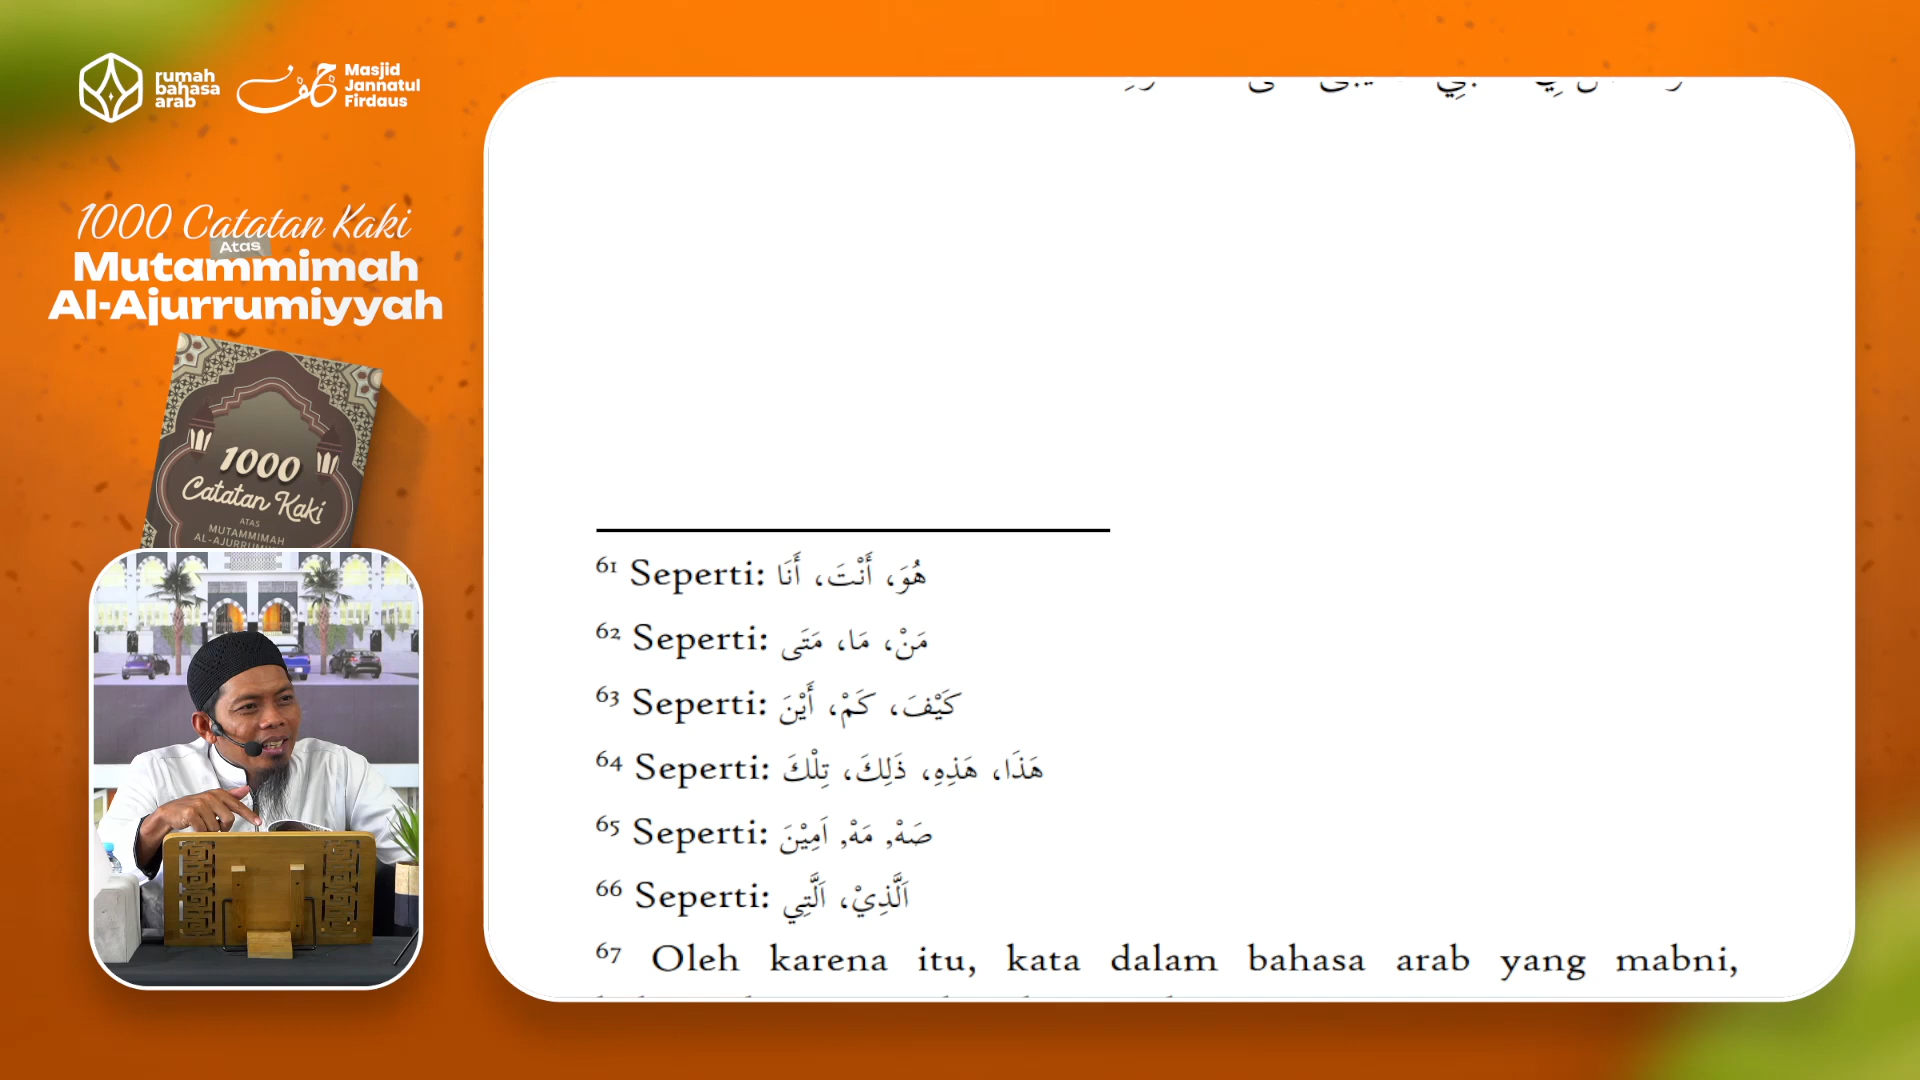 rumah
bahasa
arab
Masjid
Jannatul
Firdaus
1000 Catatan Kaki
Atas
Mutammimah
Al-Ajurrumiyyah
1000
Catatan Kaki
ATAS
MUTAMMIMAH
61 Seperti: هُوَ، أَنْتَ، أَنَا
62 Seperti: مَنْ، مَا، مَتَى
63 Seperti: كَيْفَ، كَمْ، أَيْنَ
64 Seperti: هَذَا، هَذِهِ، ذَلِكَ، تِلْكَ
65 Seperti: صَهْ, مَهْ, اَمِيْنَ
66 Seperti: اَلَّذِيْ، اَلَّتِي
67 Oleh karena itu, kata dalam bahasa arab yang mabni,